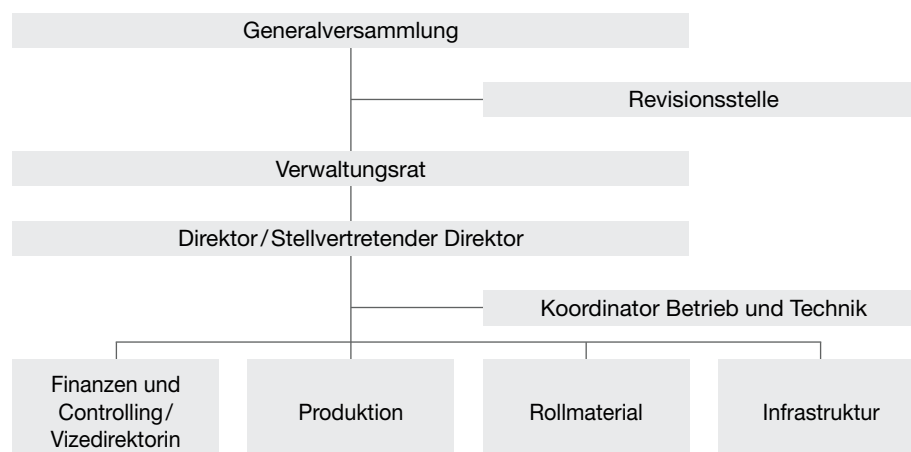 Generalversammlung
Revisionsstelle
Verwaltungsrat
Direktor/Stellvertretender Direktor
Koordinator Betrieb und Technik
Finanzen und
Controlling/
Vizedirektorin
Produktion
Rollmaterial
Infrastruktur